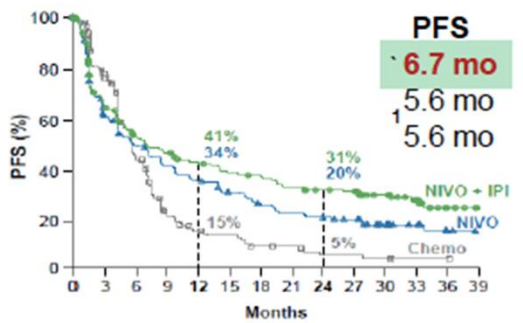 PFS
6.7 mo
5.6 mo
1
5.6 mo
PFS (%)
100
80
60
40
20
0
41%
34%
15%
31%
20%
5%
NIVO + IPI
NIVO
Chemo
0 3 6 9 12 15 18 21 24 27 30 33 36 39
Months